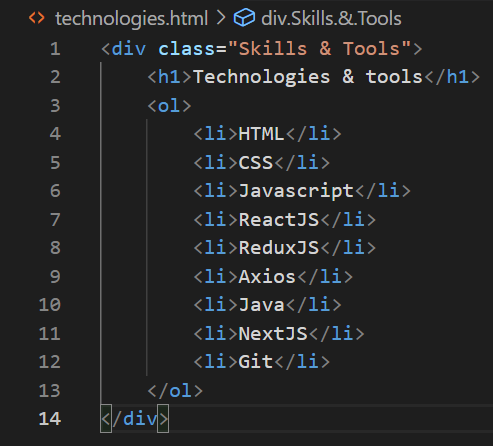 technologies.html > div.Skills.&.Tools
1 <div class="Skills & Tools">
2 <h1>Technologies & tools</h1>
3 <ol>
4 <li>HTML</li>
5 <li>CSS</li>
6 <li>Javascript</li>
7 <li>ReactJS</li>
8 <li>ReduxJS</li>
9 <li>Axios</li>
10 <li>Java</li>
11 <li>NextJS</li>
12 <li>Git</li>
13 </ol>
14 </div>